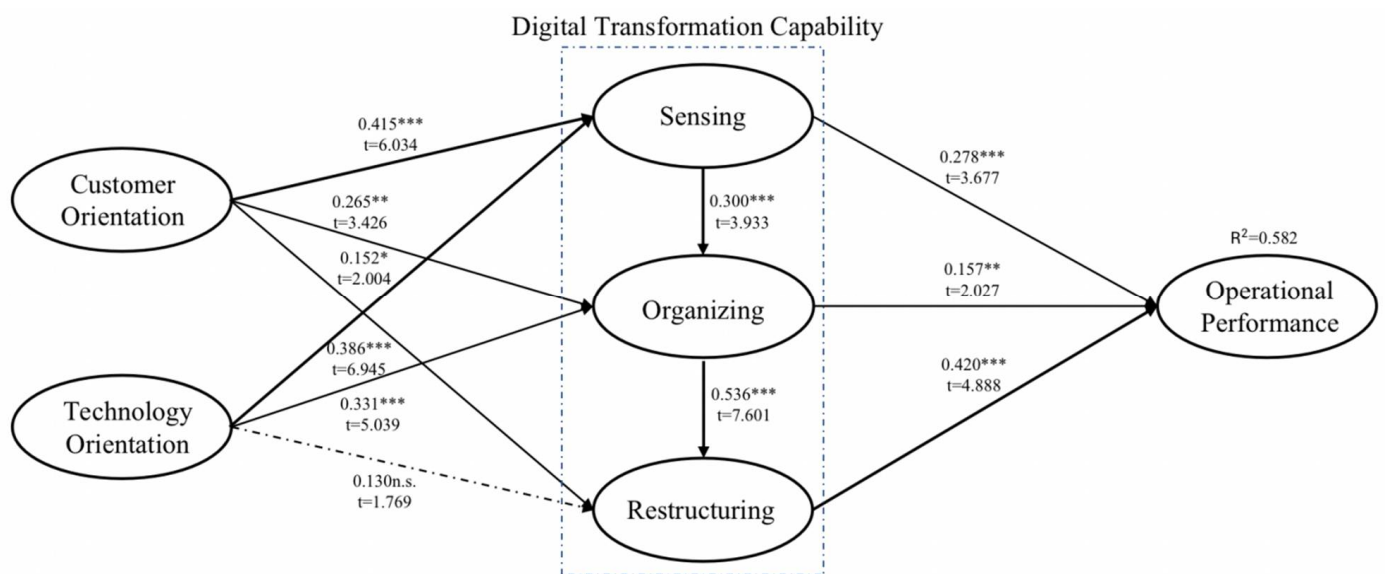 Digital Transformation Capability
Sensing
0.415***
t=6.034
Customer
Orientation
0.265**
t=3.426
0.152*
t=2.004
0.300***
t=3.933
0.278***
t=3.677
R²=0.582
Organizing
0.157**
t=2.027
Operational
Performance
0.386***
t=6.945
0.331***
t=5.039
Technology
Orientation
0.536***
t=7.601
0.420***
t=4.888
0.130n.s.
t=1.769
Restructuring